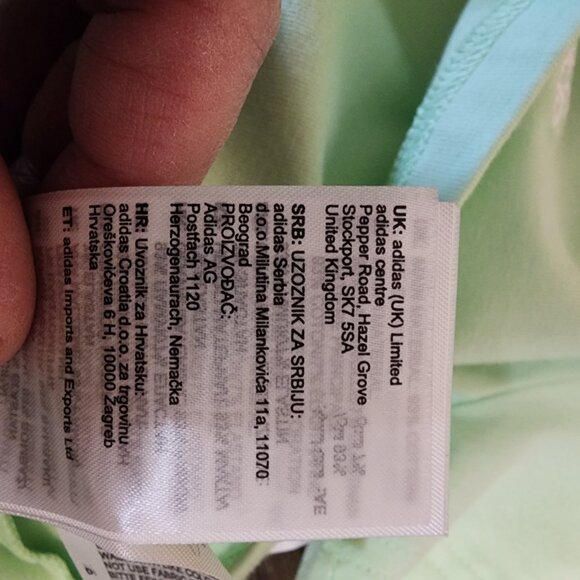 UK: adidas (UK) Limited
adidas centre
Pepper Road, Hazel Grove
Stockport, SK7 5SA
United Kingdom
SRB: UZOZNIK ZA SRBIJU:
adidas Serbia
d.o.o. Milutina Milankovića 11a, 11070
Beograd
PROIZVOĐAČ:
Adidas AG
Postfach 1120
Herzogenaurach, Nemačka
HR: Uvoznik za Hrvatsku:
adidas Croatia d.o.o. za trgovinu
Oreškovićeva 6 H, 10000 Zagreb
Hrvatska
ET: adidas Imports and Exports Ltd